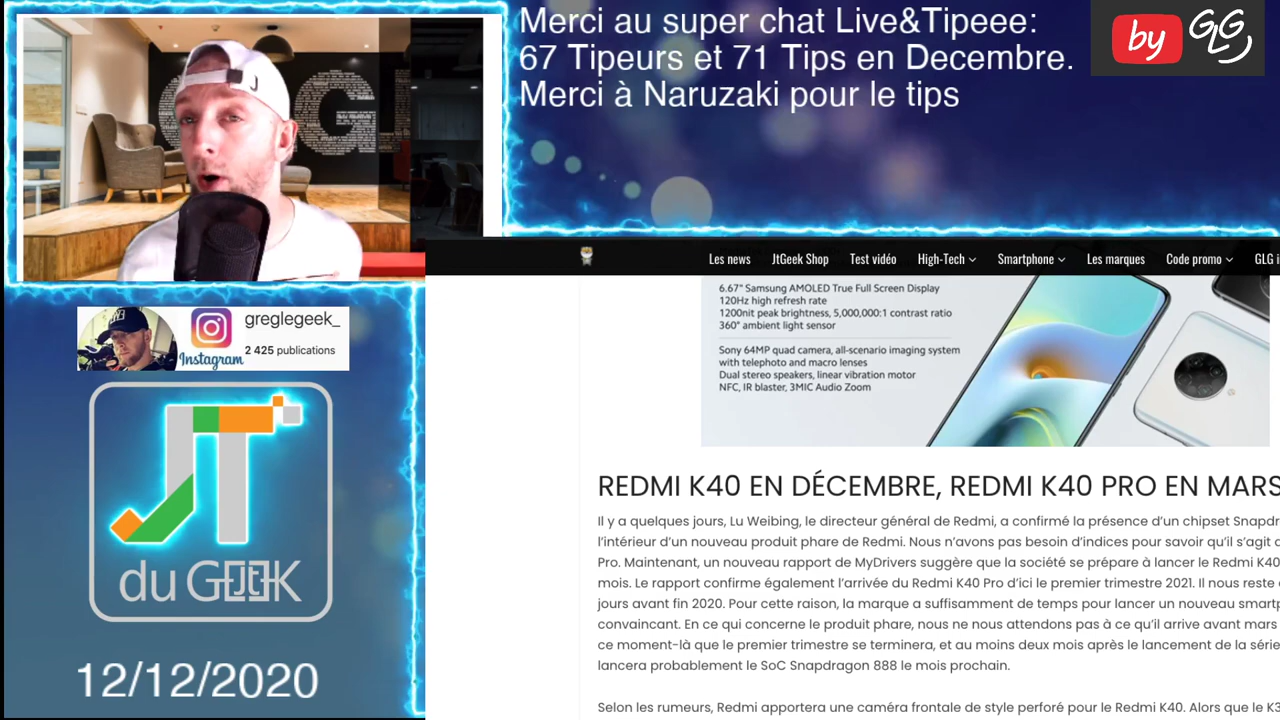 Merci au super chat Live&Tipeee:
67 Tipeurs et 71 Tips en Decembre.
Merci à Naruzaki pour le tips
by GLG
Les news JtGeek Shop Test vidéo High-Tech Smartphone Les marques Code promo GLG i
greglegeek_
Instagram
2 425 publications
JT
du GEEK
12/12/2020
6.67" Samsung AMOLED True Full Screen Display
120Hz high refresh rate
1200nit peak brightness, 5,000,000:1 contrast ratio
360° ambient light sensor
Sony 64MP quad camera, all-scenario imaging system
with telephoto and macro lenses
Dual stereo speakers, linear vibration motor
NFC, IR blaster, 3MIC Audio Zoom
REDMI K40 EN DÉCEMBRE, REDMI K40 PRO EN MARS
Il y a quelques jours, Lu Weibing, le directeur général de Redmi, a confirmé la présence d’un chipset Snapdr
l’intérieur d’un nouveau produit phare de Redmi. Nous n’avons pas besoin d’indices pour savoir qu’il s’agit
Pro. Maintenant, un nouveau rapport de MyDrivers suggère que la société se prépare à lancer le Redmi K40
mois. Le rapport confirme également l’arrivée du Redmi K40 Pro d’ici le premier trimestre 2021. Il nous reste
jours avant fin 2020. Pour cette raison, la marque a suffisamment de temps pour lancer un nouveau smartp
convaincant. En ce qui concerne le produit phare, nous ne nous attendons pas à ce qu’il arrive avant mars
ce moment-là que le premier trimestre se terminera, et au moins deux mois après le lancement de la série
lancera probablement le SoC Snapdragon 888 le mois prochain.
Selon les rumeurs, Redmi apportera une caméra frontale de style perforé pour le Redmi K40. Alors que le K3